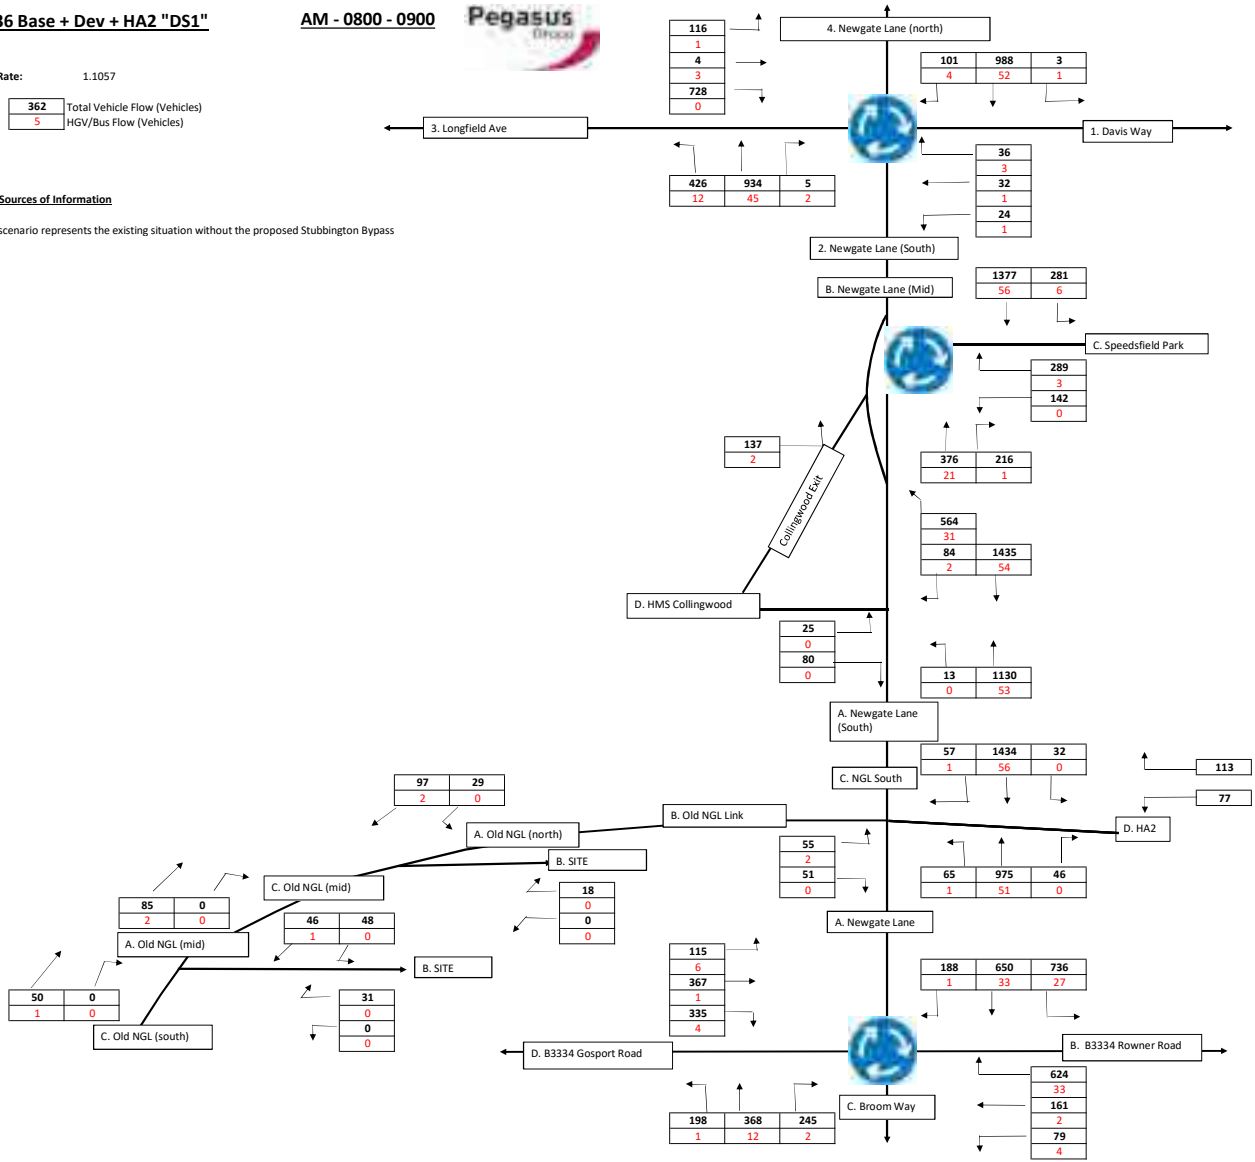 36 Base + Dev + HA2 "DS1"
AM - 0800 - 0900
Pegasus
Group
Rate: 1.1057
362 Total Vehicle Flow (Vehicles)
5 HGV/Bus Flow (Vehicles)
Sources of Information
scenario represents the existing situation without the proposed Stubbington Bypass
116
1
4
3
728
0
4. Newgate Lane (north)
101 988 3
4 52 1
3. Longfield Ave
1. Davis Way
426 934 5
12 45 2
36
3
32
1
24
1
2. Newgate Lane (South)
B. Newgate Lane (Mid)
1377 281
56 6
C. Speedsfield Park
289
3
142
0
137
2
376 216
21 1
Collingwood Exit
564
31
84 1435
2 54
D. HMS Collingwood
25
0
80
0
13 1130
0 53
A. Newgate Lane
(South)
C. NGL South
57 1434 32
1 56 0
113
77
97 29
2 0
B. Old NGL Link
A. Old NGL (north)
D. HA2
55
2
51
0
65 975 46
1 51 0
B. SITE
C. Old NGL (mid)
18
0
0
0
85 0
2 0
46 48
1 0
A. Newgate Lane
A. Old NGL (mid)
B. SITE
115
6
367
1
335
4
188 650 736
1 33 27
50 0
1 0
31
0
0
0
C. Old NGL (south)
D. B3334 Gosport Road
B. B3334 Rowner Road
624
33
161
2
79
4
C. Broom Way
198 368 245
1 12 2